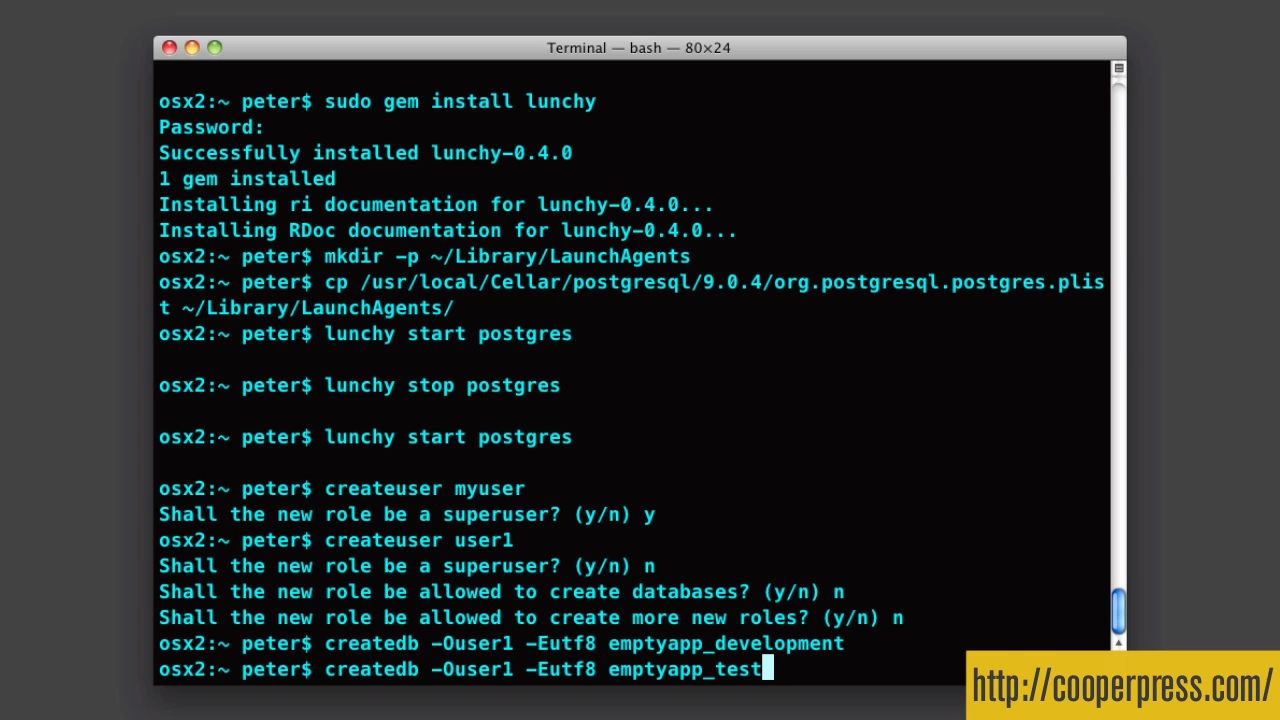 Terminal — bash — 80×24
osx2:~ peter$ sudo gem install lunchy
Password:
Successfully installed lunchy-0.4.0
1 gem installed
Installing ri documentation for lunchy-0.4.0...
Installing RDoc documentation for lunchy-0.4.0...
osx2:~ peter$ mkdir -p ~/Library/LaunchAgents
osx2:~ peter$ cp /usr/local/Cellar/postgresql/9.0.4/org.postgresql.postgres.plis
t ~/Library/LaunchAgents/
osx2:~ peter$ lunchy start postgres
osx2:~ peter$ lunchy stop postgres
osx2:~ peter$ lunchy start postgres
osx2:~ peter$ createuser myuser
Shall the new role be a superuser? (y/n) y
osx2:~ peter$ createuser user1
Shall the new role be a superuser? (y/n) n
Shall the new role be allowed to create databases? (y/n) n
Shall the new role be allowed to create more new roles? (y/n) n
osx2:~ peter$ createdb -Ouser1 -Eutf8 emptyapp_development
osx2:~ peter$ createdb -Ouser1 -Eutf8 emptyapp_test
http://cooperpress.com/